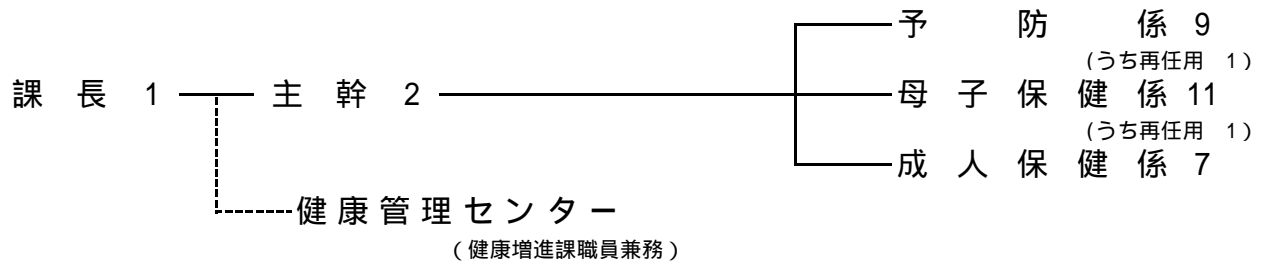 予防係 9
(うち再任用 1)
課長 1 主幹 2 母子保健係 11
(うち再任用 1)
成人保健係 7
健康管理センター
(健康増進課職員兼務)